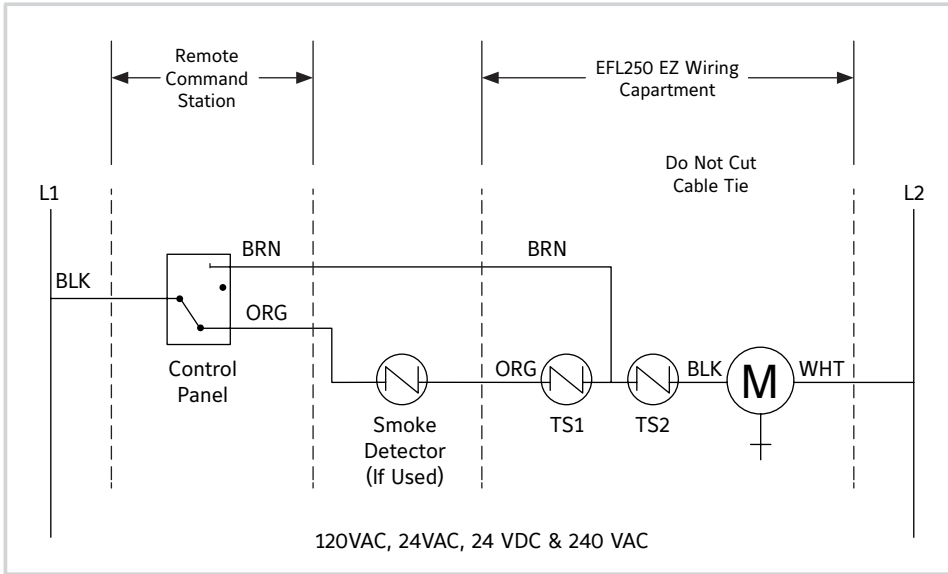 Remote
Command
Station
EFL250 EZ Wiring
Capartment
Do Not Cut
Cable Tie
L1
L2
BRN
BRN
BLK
ORG
Control
Panel
ORG
BLK
M
WHT
Smoke
Detector
(If Used)
TS1
TS2
120VAC, 24VAC, 24 VDC & 240 VAC